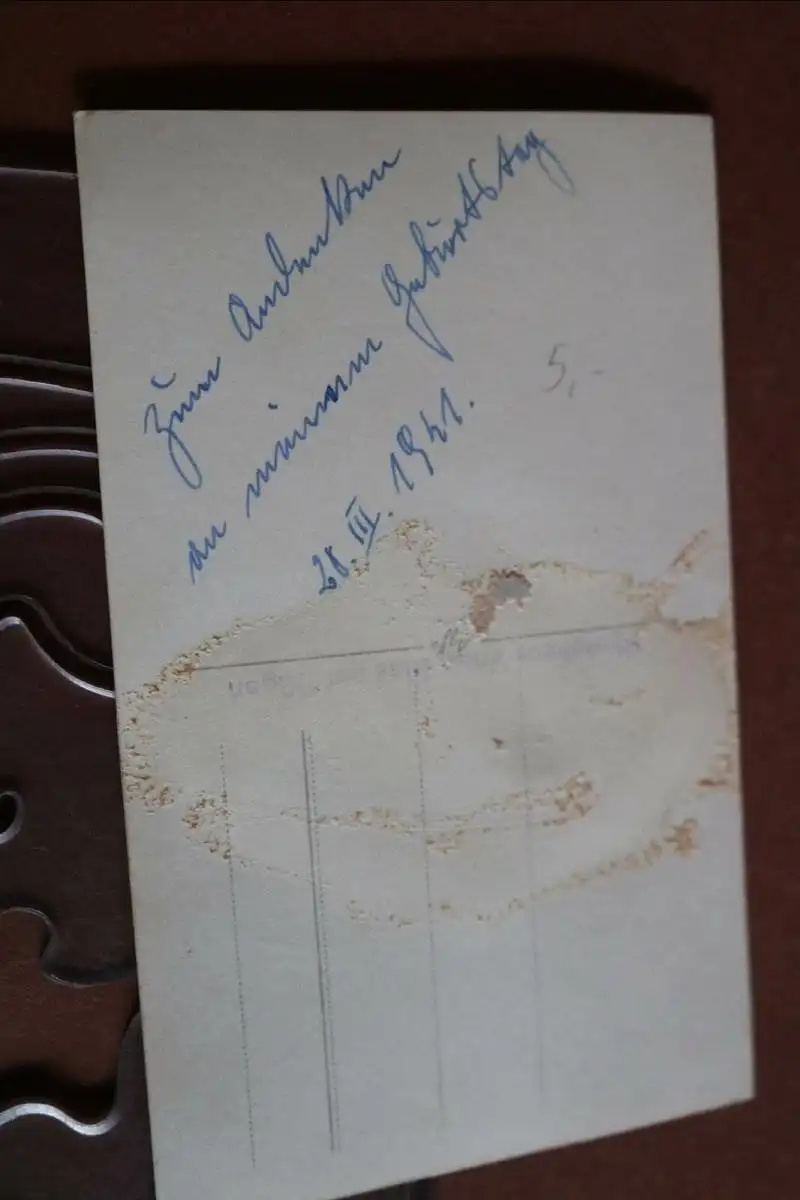 Zum Andenken
an meinem Geburtstag
28. III. 1941.
5,-